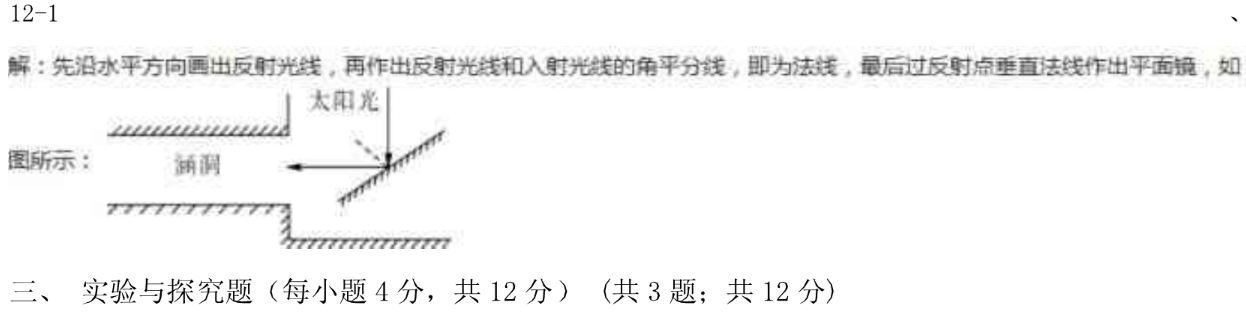 12-1 、
解：先沿水平方向画出反射光线，再作出反射光线和入射光线的角平分线，即为法线，最后过反射点垂直法线作出平面镜，如
太阳光
图所示：
涵洞
三、 实验与探究题（每小题 4 分，共 12 分） (共 3 题；共 12 分)